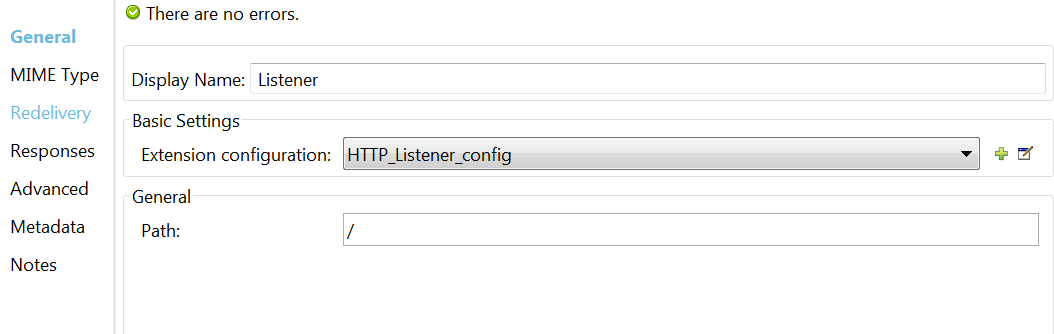 There are no errors.
General
MIME Type
Redelivery
Responses
Advanced
Metadata
Notes
Display Name: Listener
Basic Settings
Extension configuration: HTTP_Listener_config
General
Path: /